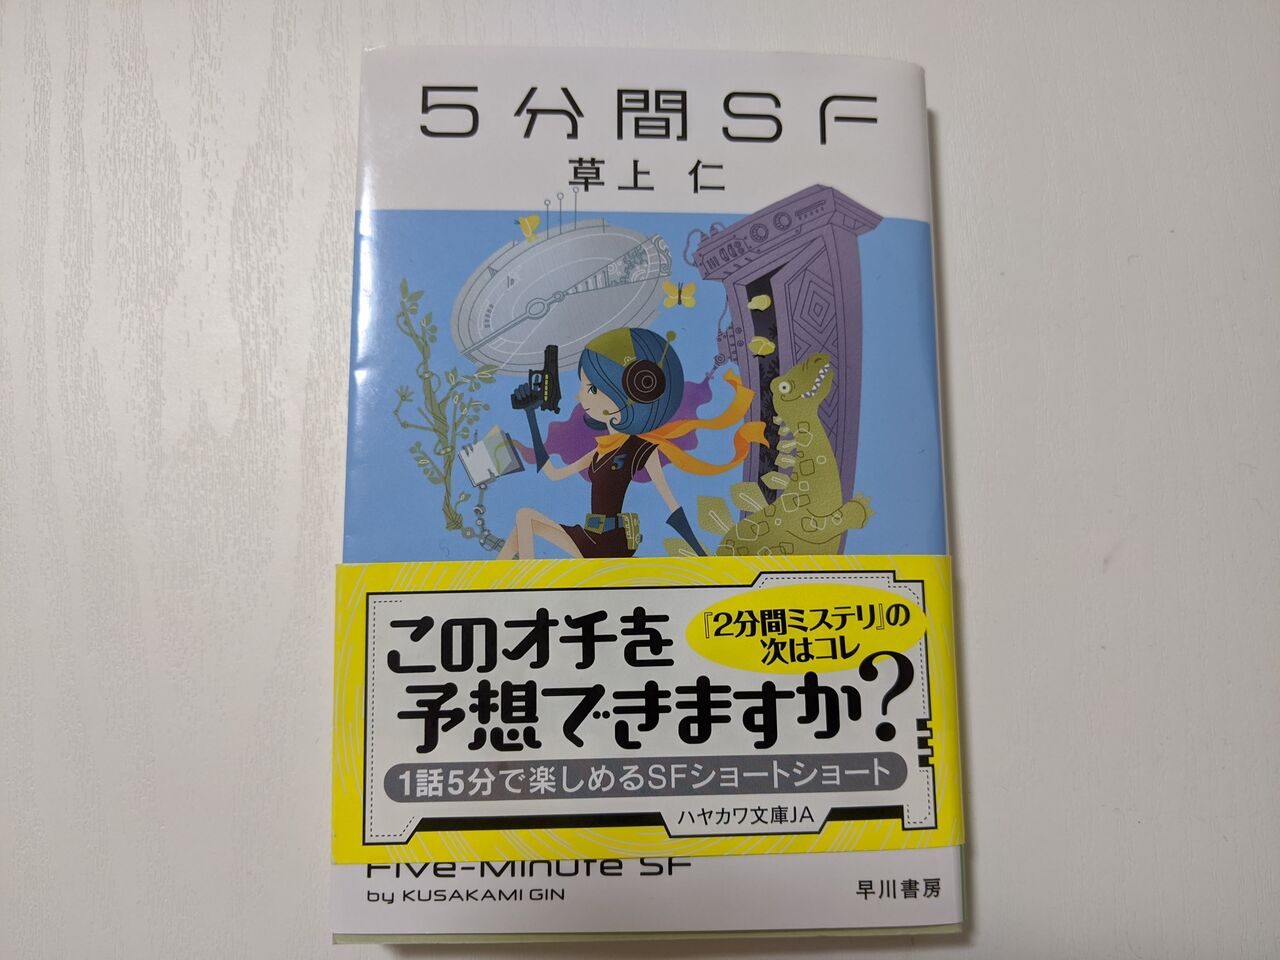 5分間SF
草上 仁
5
『2分間ミステリ』の
次はコレ
このオチを
予想できますか?
1話5分で楽しめるSFショートショート
ハヤカワ文庫JA
Five-Minute SF
by KUSAKAMI GIN
早川書房